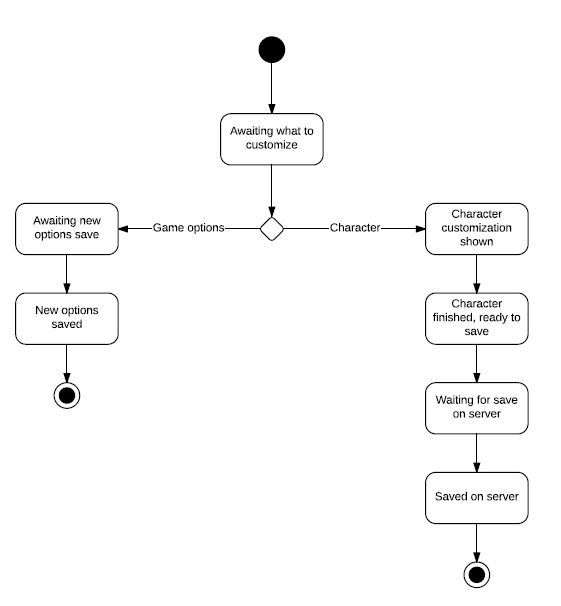 Awaiting what to
customize
Game options
Character
Awaiting new
options save
New options
saved
Character
customization
shown
Character
finished, ready to
save
Waiting for save
on server
Saved on server